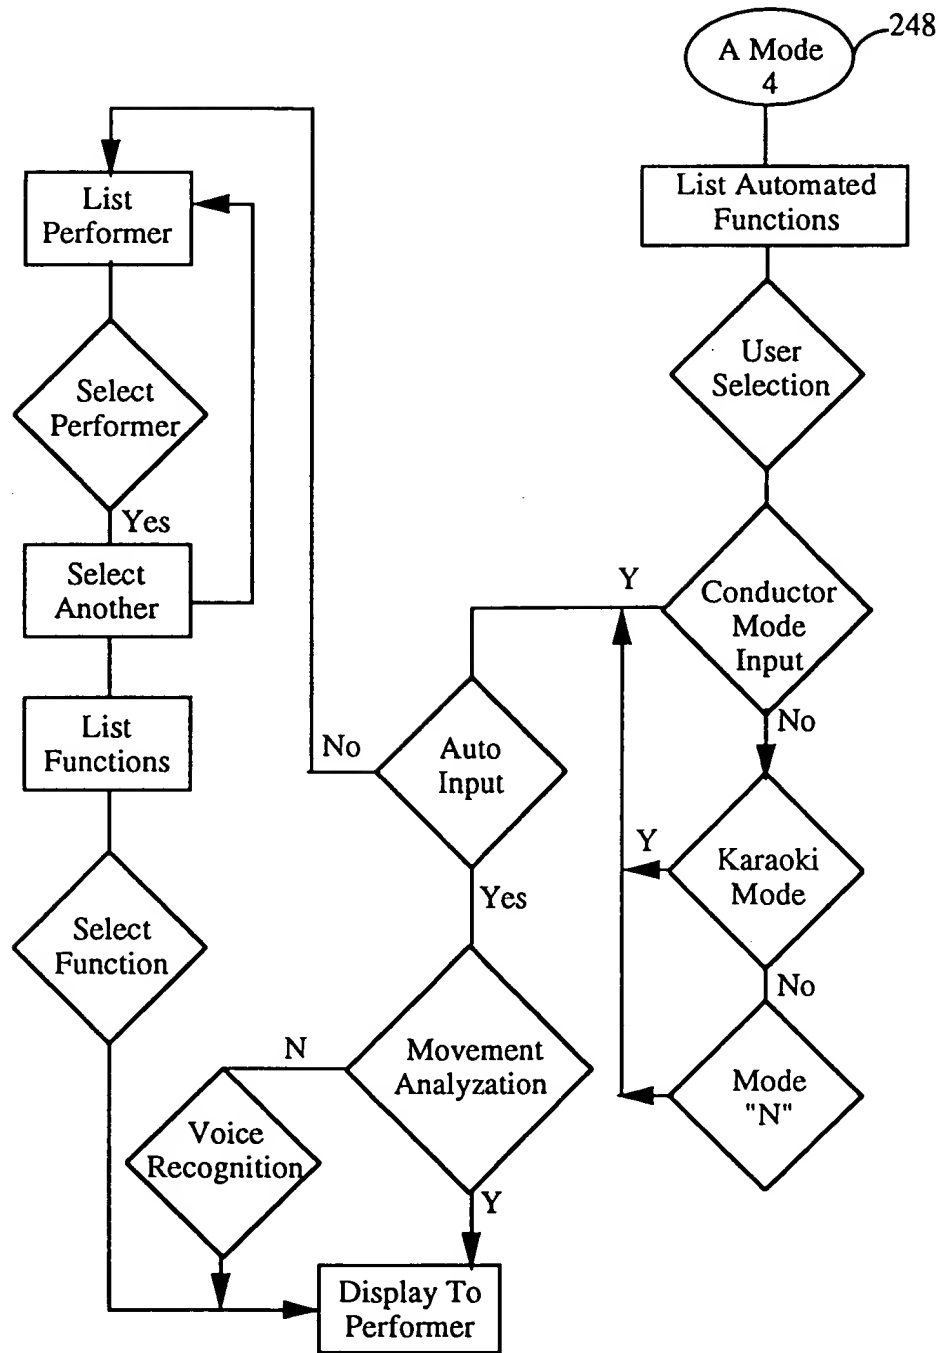 248
A Mode
4
List Automated
Functions
User
Selection
Conductor
Mode
Input
Y
No
Karaoki
Mode
Y
No
Mode
"N"
Auto
Input
No
Yes
Movement
Analyzation
N
Y
Voice
Recognition
List
Performer
Select
Performer
Yes
Select
Another
List
Functions
Select
Function
Display To
Performer